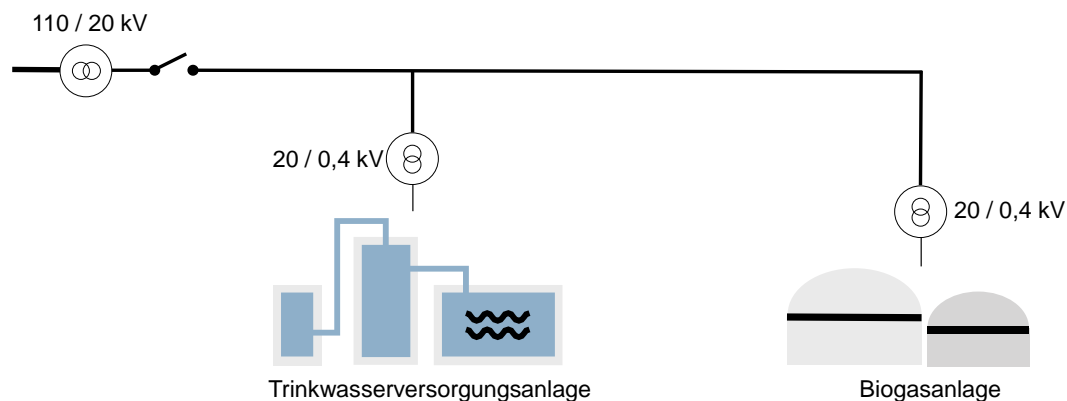 110 / 20 kV
20 / 0,4 kV
20 / 0,4 kV
Trinkwasserversorgungsanlage
Biogasanlage